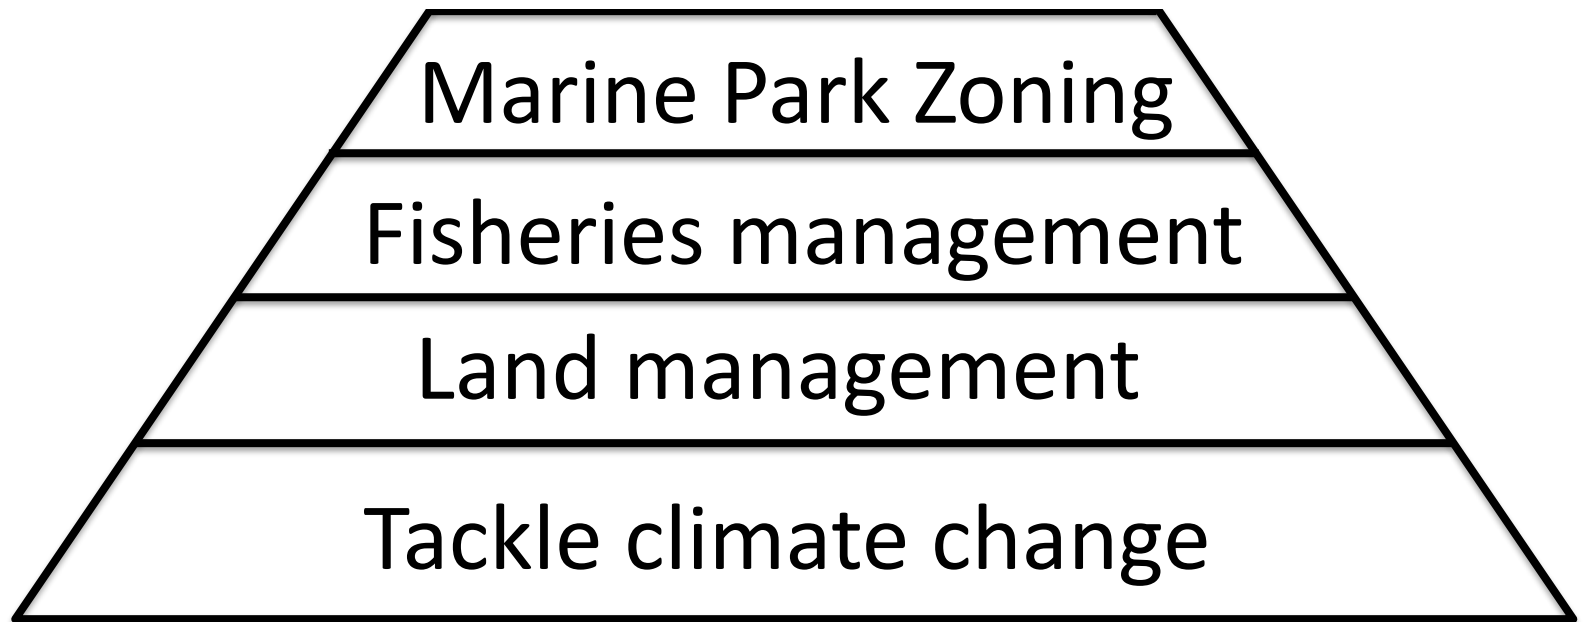 Marine Park Zoning
Fisheries management
Land management
Tackle climate change